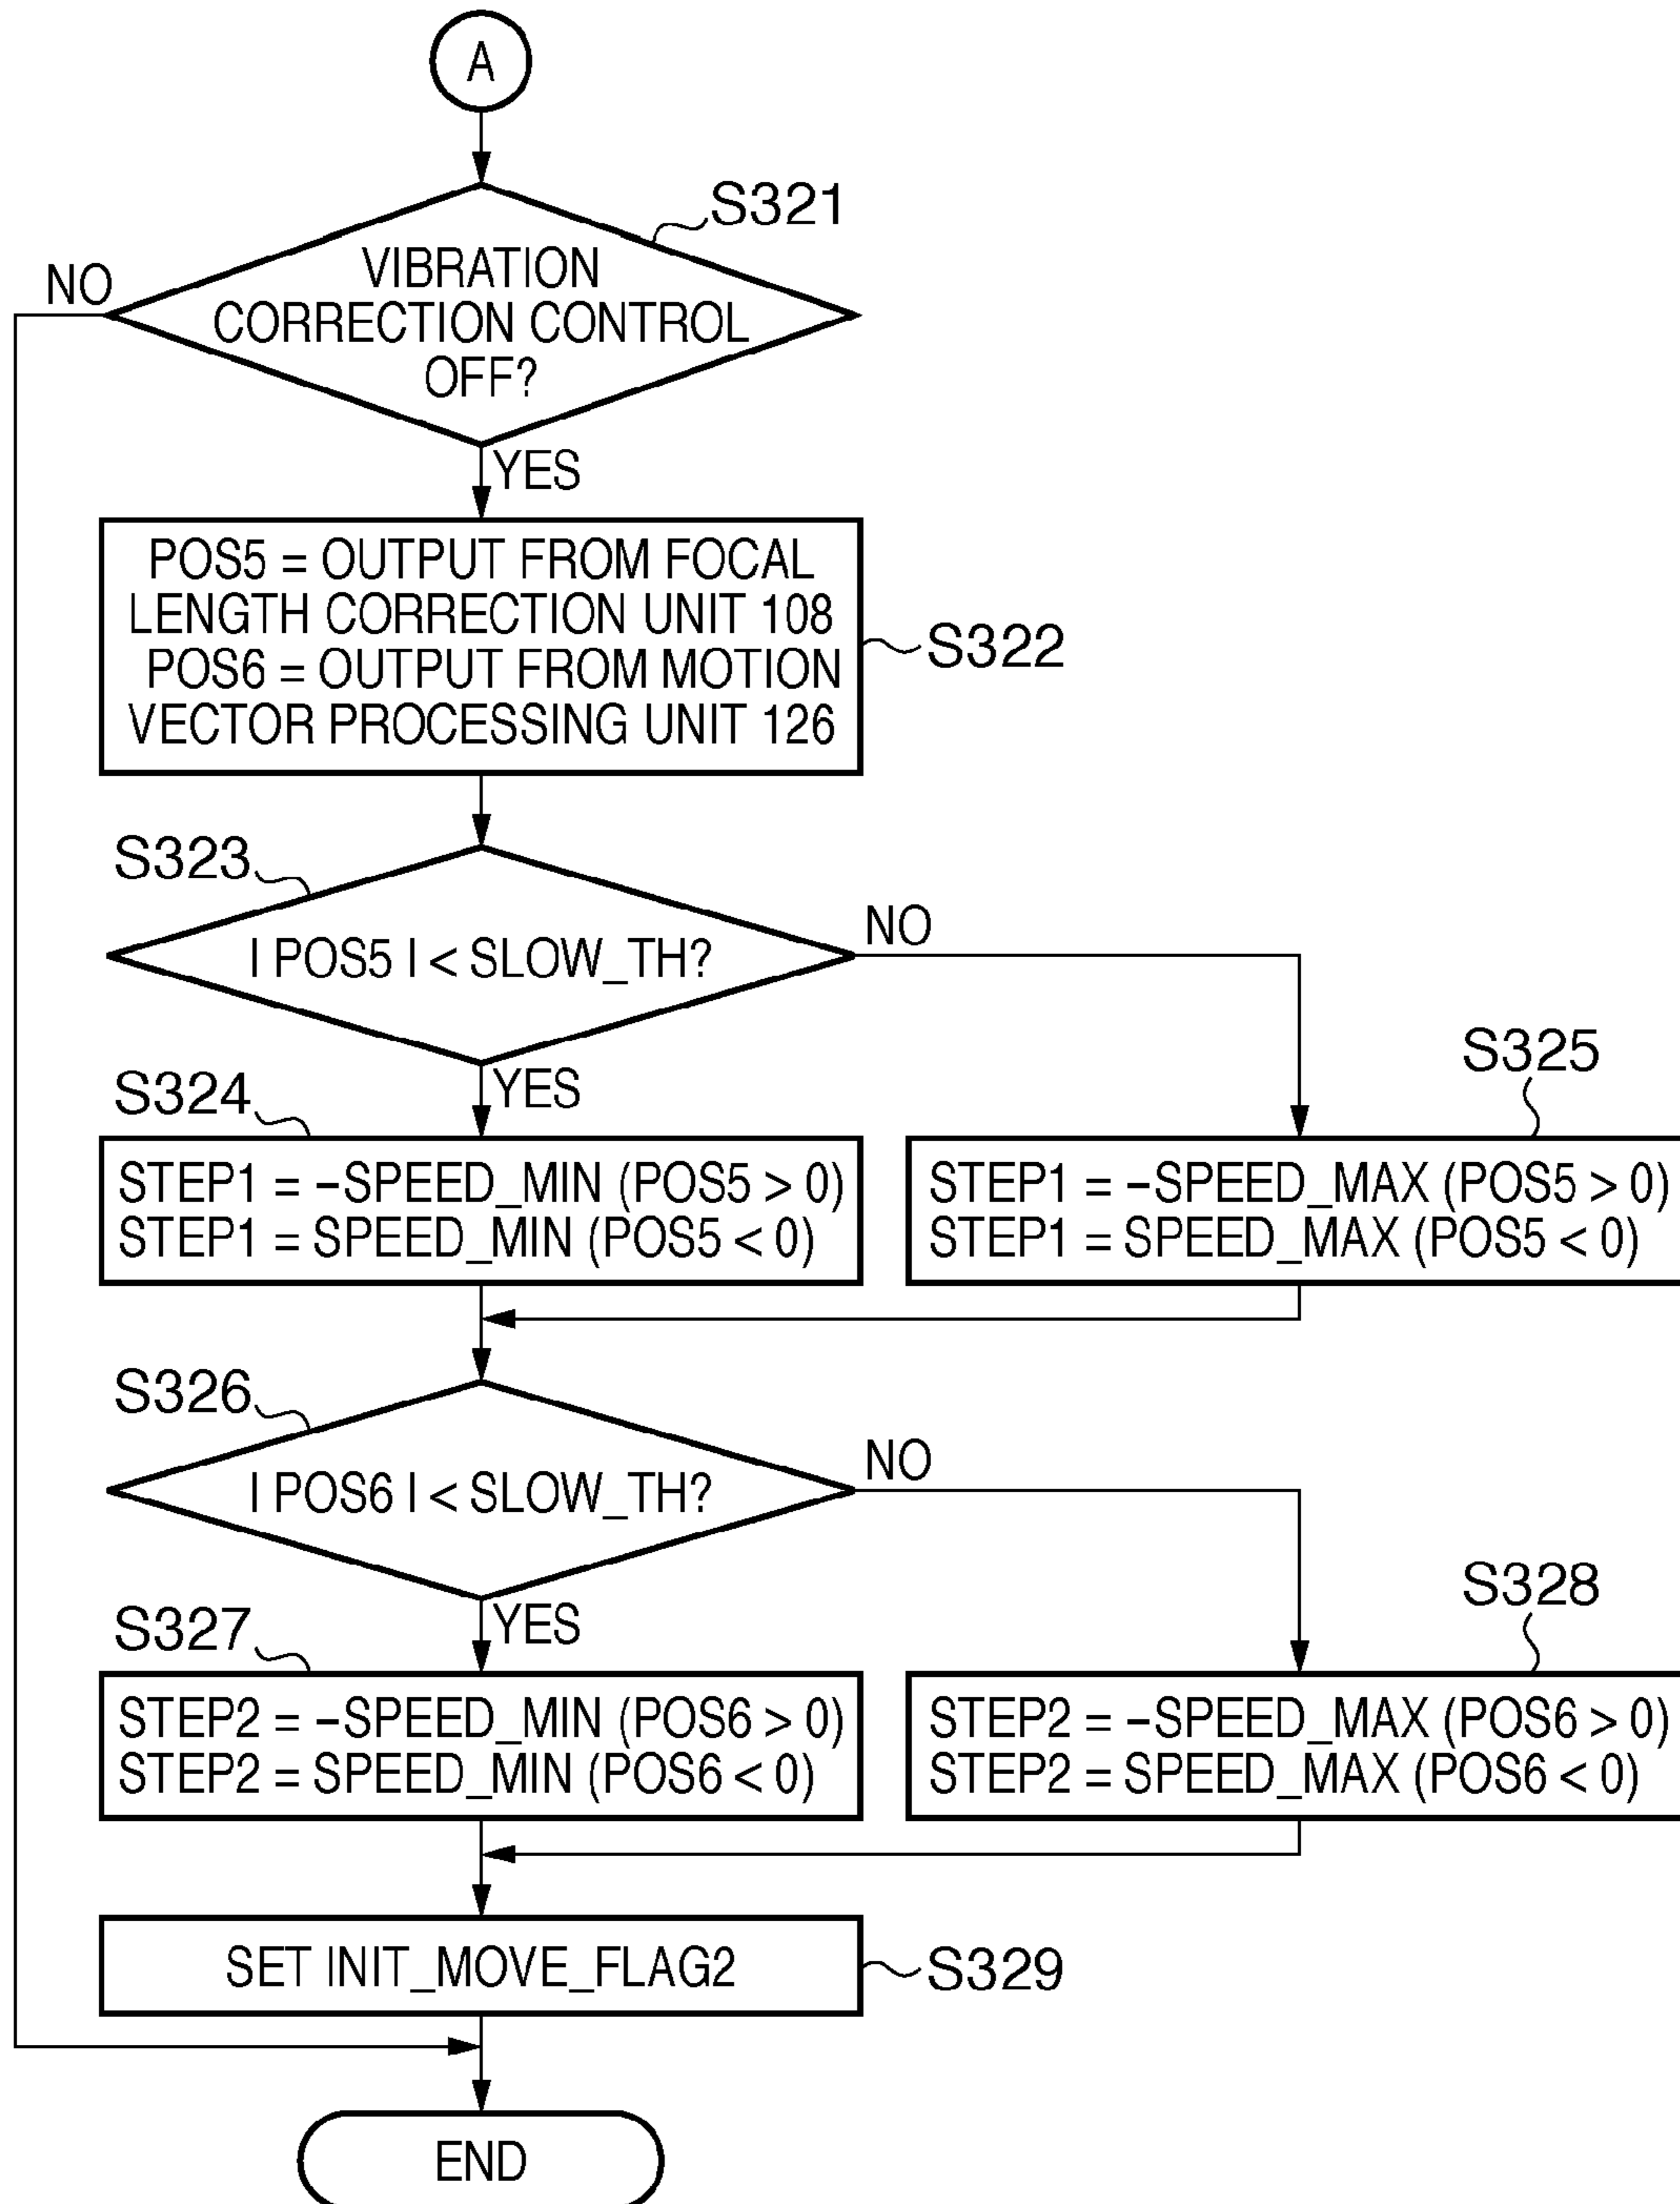 A
S321
VIBRATION
CORRECTION CONTROL
OFF?
NO
YES
POS5 = OUTPUT FROM FOCAL
LENGTH CORRECTION UNIT 108
POS6 = OUTPUT FROM MOTION
VECTOR PROCESSING UNIT 126
S322
S323
| POS5 | < SLOW_TH?
NO
YES
S324
STEP1 = −SPEED_MIN (POS5 > 0)
STEP1 = SPEED_MIN (POS5 < 0)
S325
STEP1 = −SPEED_MAX (POS5 > 0)
STEP1 = SPEED_MAX (POS5 < 0)
S326
| POS6 | < SLOW_TH?
NO
YES
S327
STEP2 = −SPEED_MIN (POS6 > 0)
STEP2 = SPEED_MIN (POS6 < 0)
S328
STEP2 = −SPEED_MAX (POS6 > 0)
STEP2 = SPEED_MAX (POS6 < 0)
SET INIT_MOVE_FLAG2
S329
END